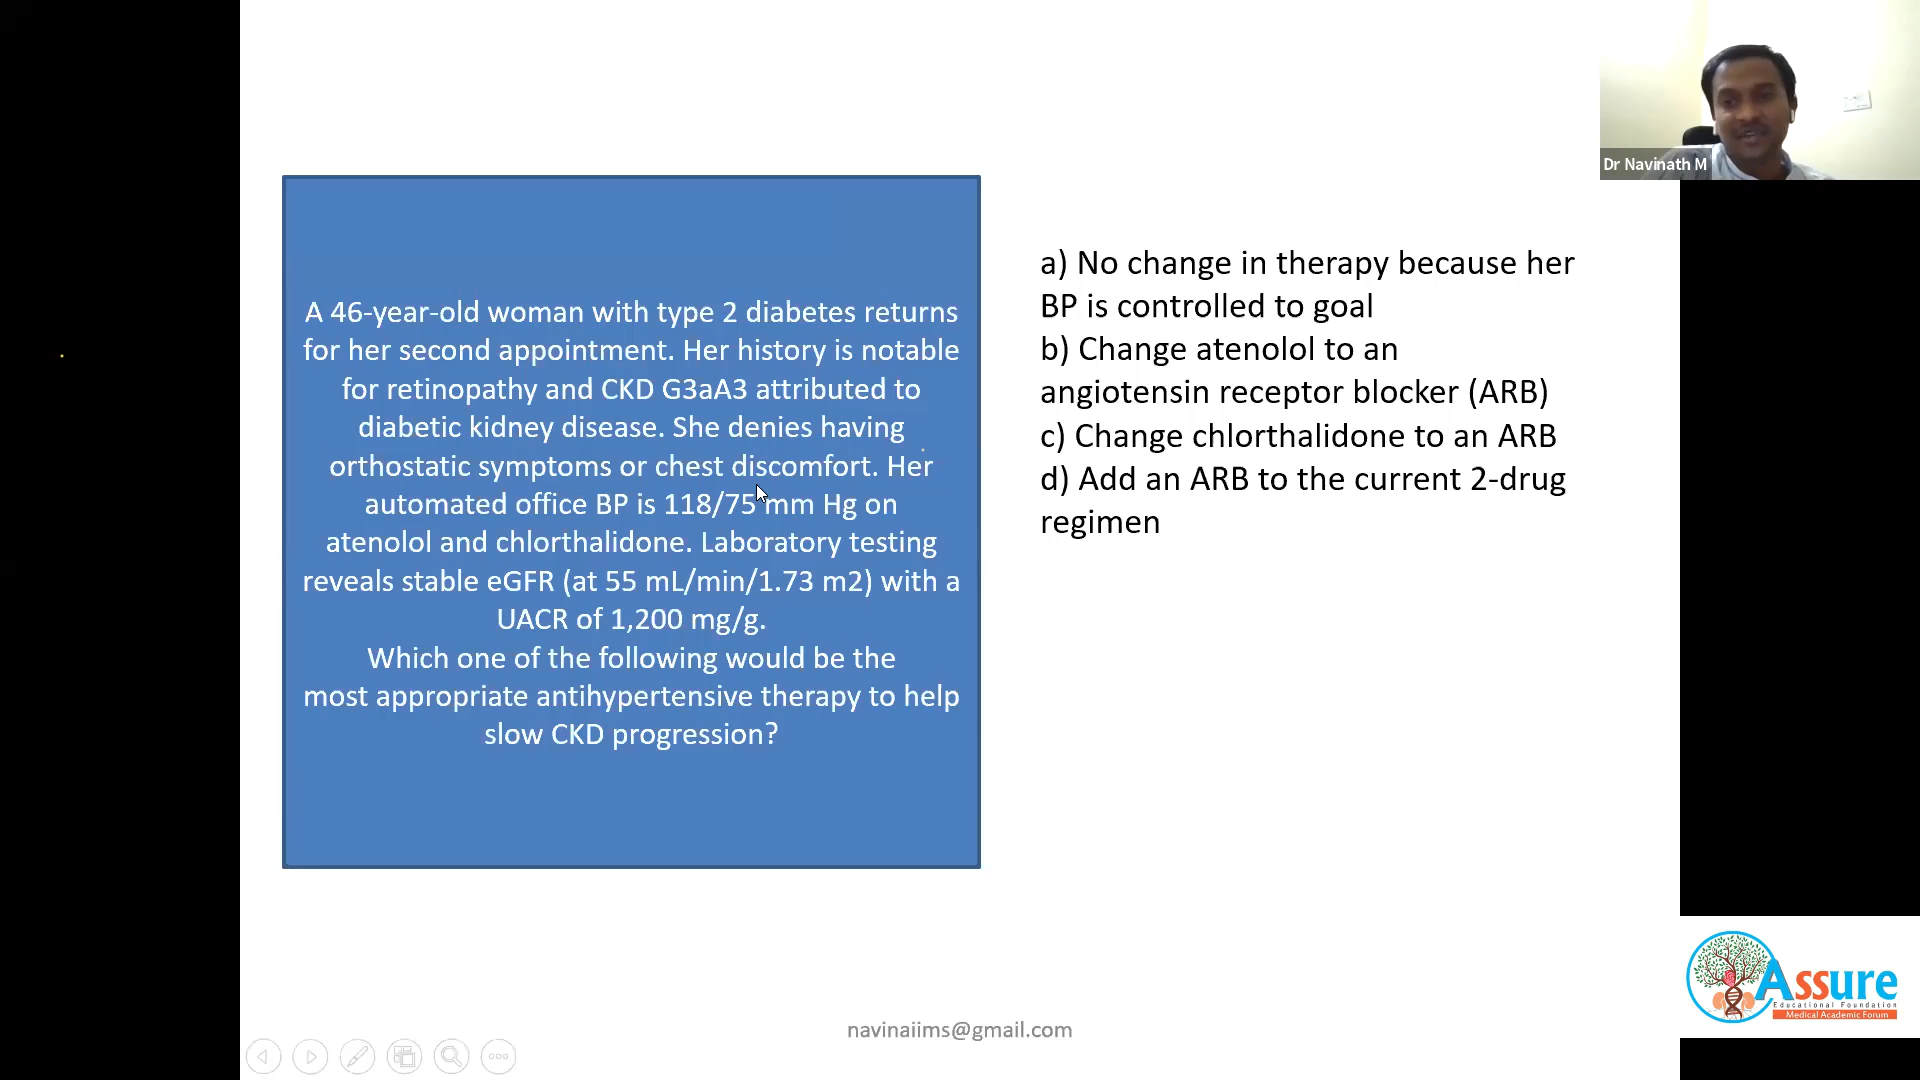 Dr Navinath M
A 46-year-old woman with type 2 diabetes returns
for her second appointment. Her history is notable
for retinopathy and CKD G3aA3 attributed to
diabetic kidney disease. She denies having
orthostatic symptoms or chest discomfort. Her
automated office BP is 118/75 mm Hg on
atenolol and chlorthalidone. Laboratory testing
reveals stable eGFR (at 55 mL/min/1.73 m2) with a
UACR of 1,200 mg/g.
Which one of the following would be the
most appropriate antihypertensive therapy to help
slow CKD progression?
a) No change in therapy because her
BP is controlled to goal
b) Change atenolol to an
angiotensin receptor blocker (ARB)
c) Change chlorthalidone to an ARB
d) Add an ARB to the current 2-drug
regimen
navinaiims@gmail.com
Assure
Educational Foundation
Medical Academic Forum